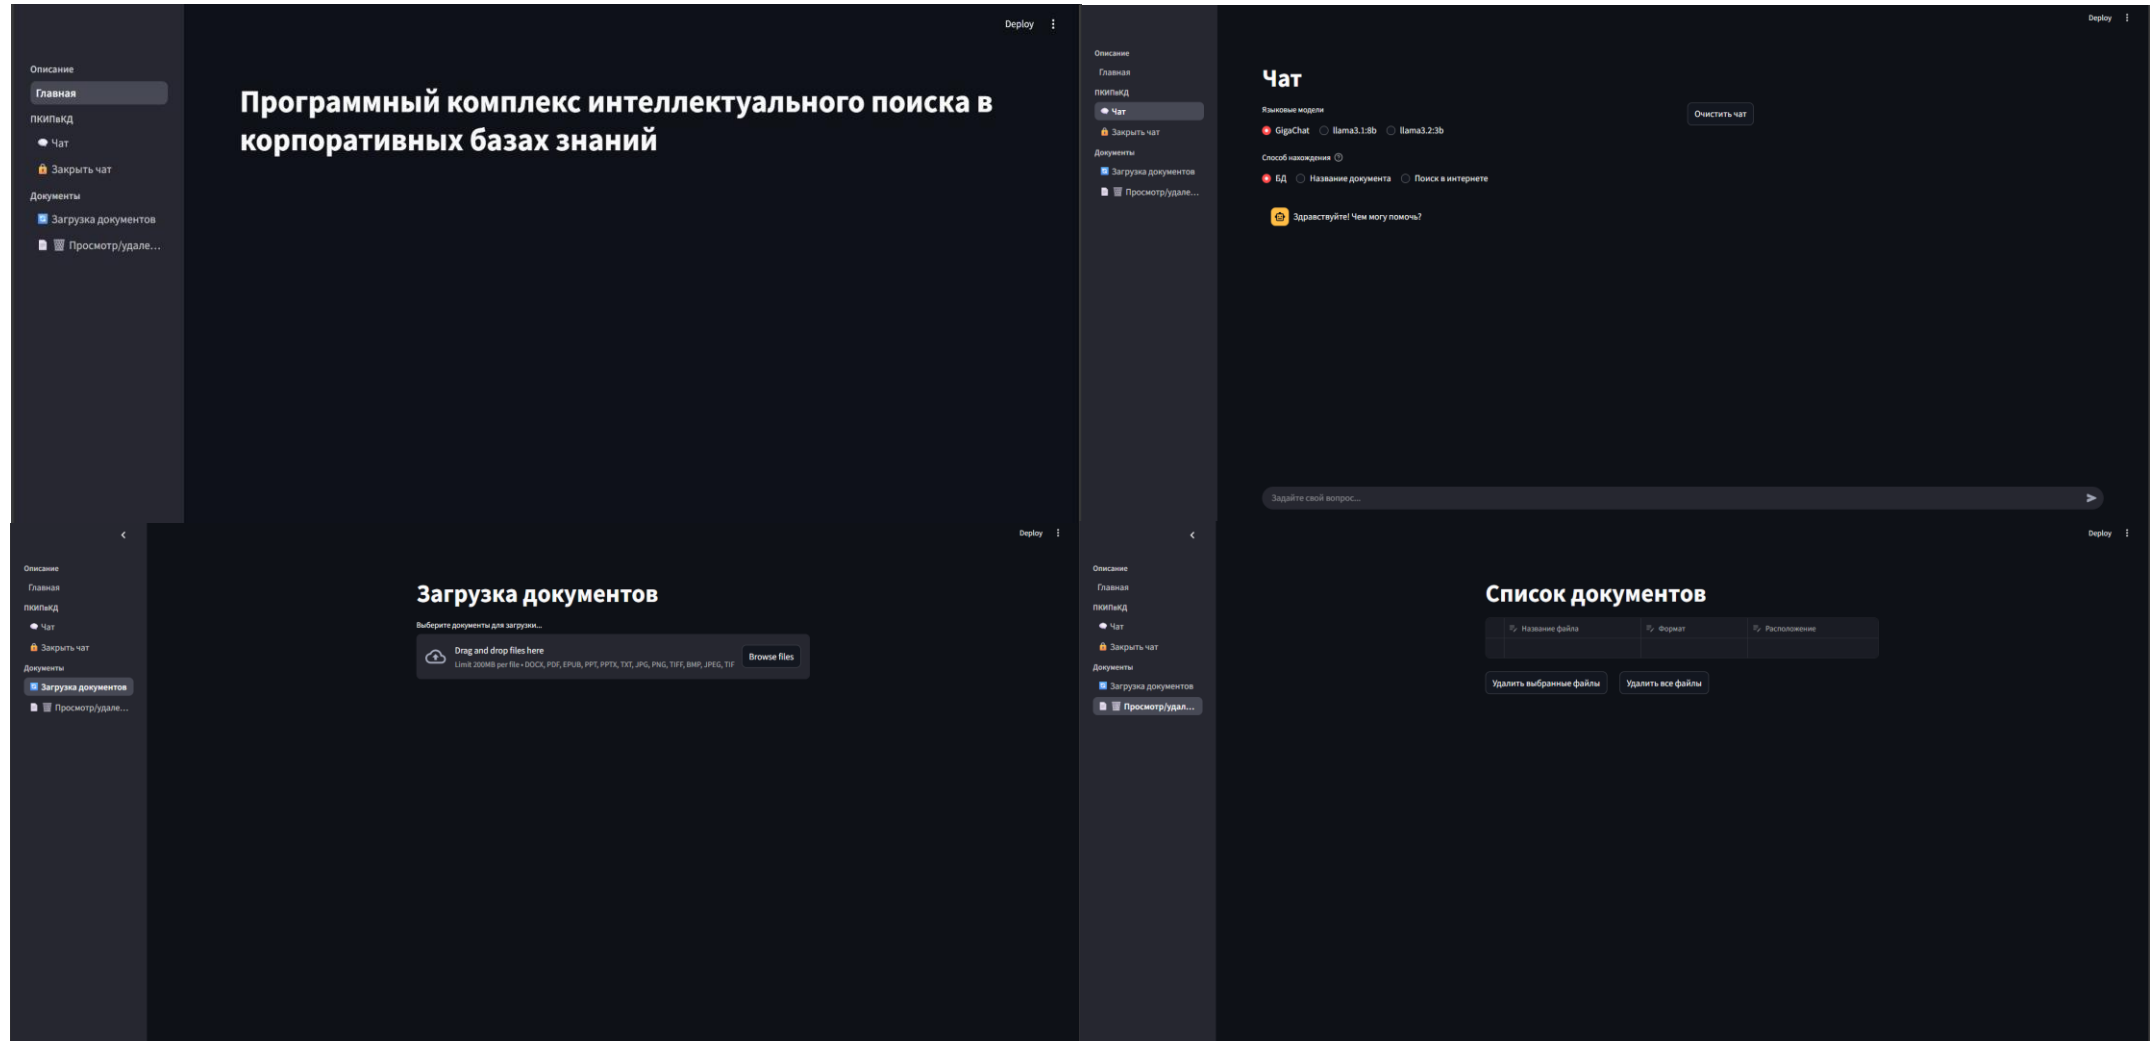 Deploy
Описание
Главная
ПКИПвКД
Чат
Закрыть чат
Документы
Загрузка документов
Просмотр/удале...
Программный комплекс интеллектуального поиска в
корпоративных базах знаний
Deploy
Описание
Главная
ПКИПвКД
Чат
Закрыть чат
Документы
Загрузка документов
Просмотр/удале...
Чат
Языковые модели
GigaChat llama3.1:8b llama3.2:3b
Очистить чат
Способ нахождения
БД Название документа Поиск в интернете
Здравствуйте! Чем могу помочь?
Задайте свой вопрос...
Deploy
Описание
Главная
ПКИПвКД
Чат
Закрыть чат
Документы
Загрузка документов
Просмотр/удале...
Загрузка документов
Выберите документы для загрузки...
Drag and drop files here
Limit 200MB per file • DOCX, PDF, EPUB, PPT, PPTX, TXT, JPG, PNG, TIFF, BMP, JPEG, TIF
Browse files
Deploy
Описание
Главная
ПКИПвКД
Чат
Закрыть чат
Документы
Загрузка документов
Просмотр/удал...
Список документов
Название файла Формат Расположение
Удалить выбранные файлы Удалить все файлы